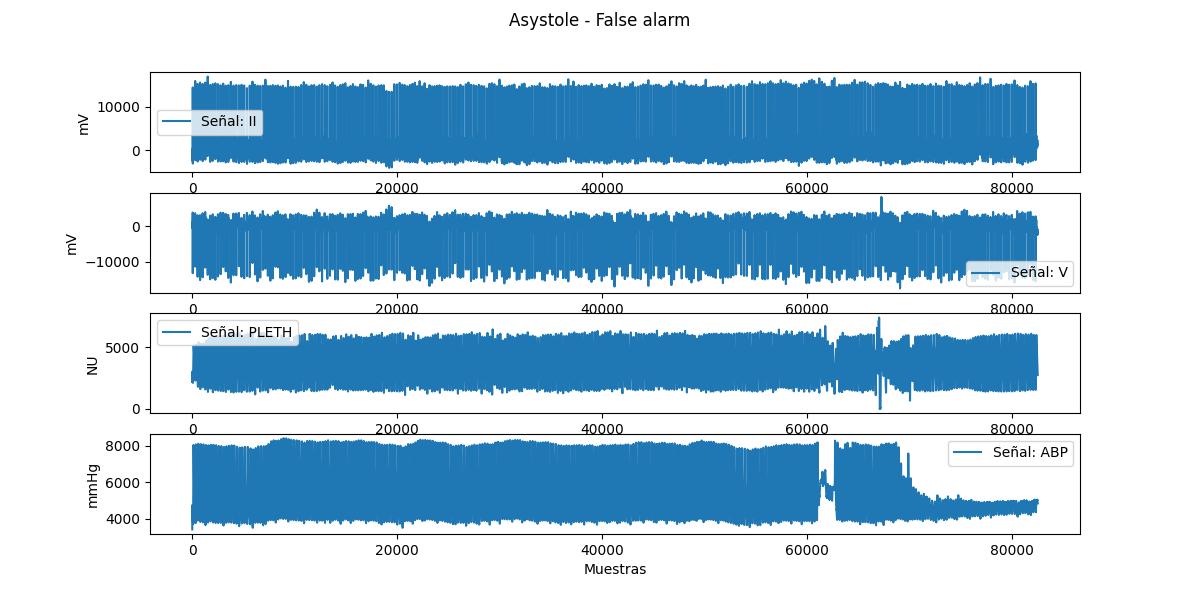 Asystole - False alarm
10000
0
mV
Señal: II
0 20000 40000 60000 80000
0
−10000
mV
Señal: V
0 20000 40000 60000 80000
5000
0
NU
Señal: PLETH
0 20000 40000 60000 80000
8000
6000
4000
mmHg
Señal: ABP
0 20000 40000 60000 80000
Muestras